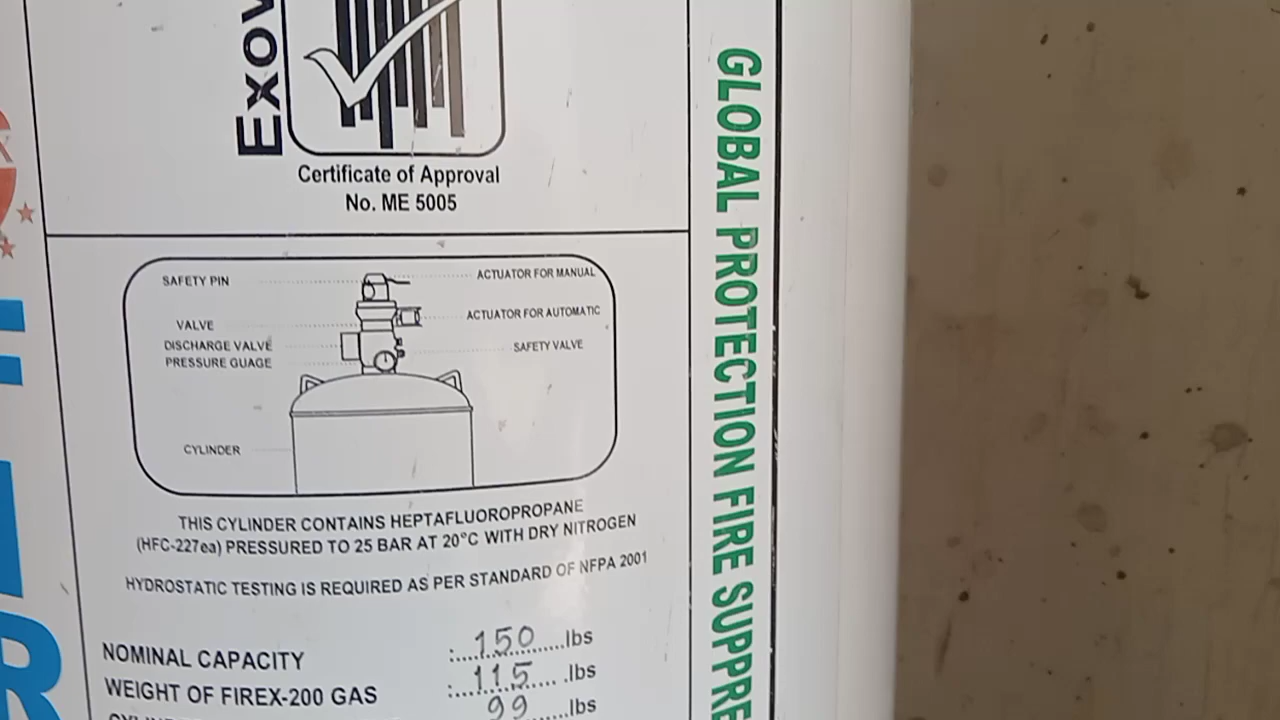 Certificate of Approval
No. ME 5005
SAFETY PIN
ACTUATOR FOR MANUAL
VALVE
ACTUATOR FOR AUTOMATIC
DISCHARGE VALVE
SAFETY VALVE
PRESSURE GUAGE
CYLINDER
THIS CYLINDER CONTAINS HEPTAFLUOROPROPANE
(HFC-227ea) PRESSURED TO 25 BAR AT 20°C WITH DRY NITROGEN
HYDROSTATIC TESTING IS REQUIRED AS PER STANDARD OF NFPA 2001
NOMINAL CAPACITY :....150......lbs
WEIGHT OF FIREX-200 GAS :....115......lbs
99......lbs
GLOBAL PROTECTION FIRE